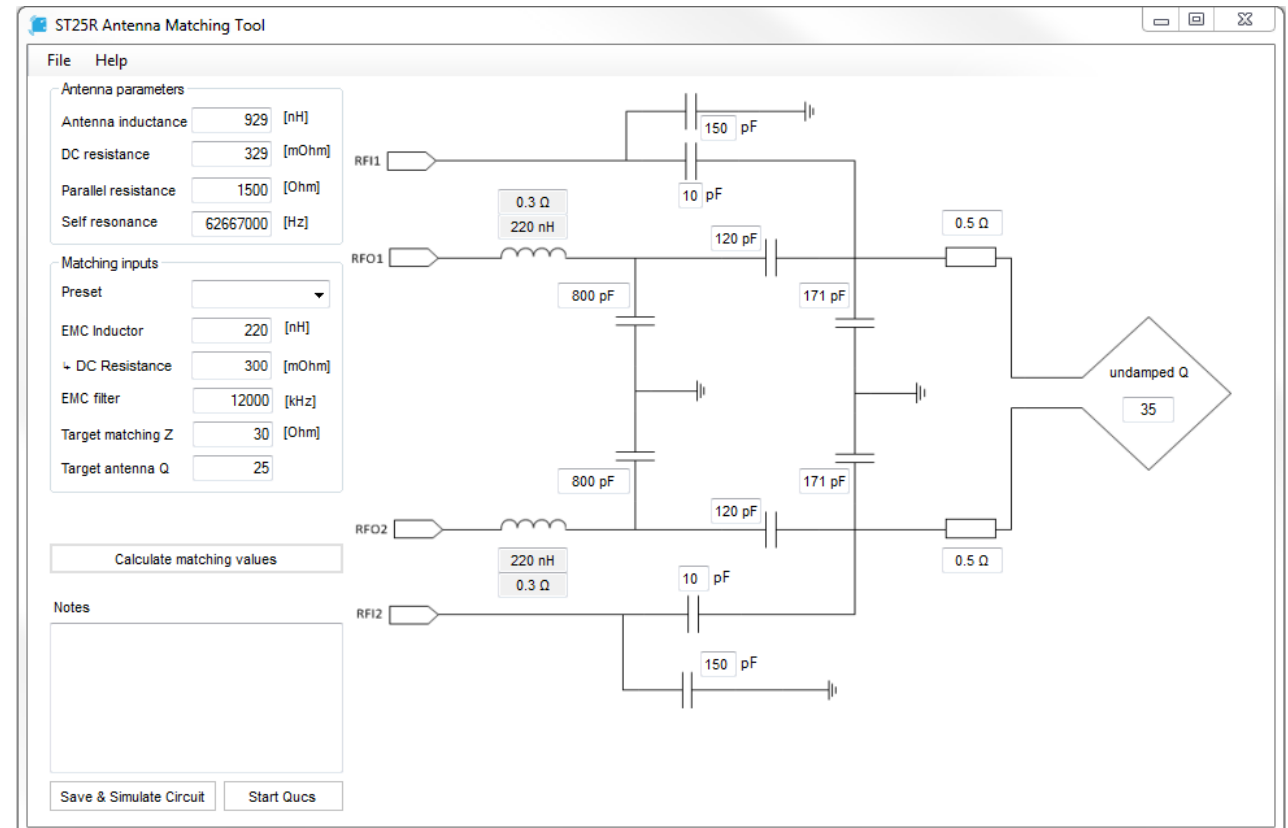 ST25R Antenna Matching Tool
File Help
Antenna parameters
Antenna inductance 929 [nH]
DC resistance 329 [mOhm]
Parallel resistance 1500 [Ohm]
Self resonance 62667000 [Hz]
Matching inputs
Preset
EMC Inductor 220 [nH]
↳ DC Resistance 300 [mOhm]
EMC filter 12000 [kHz]
Target matching Z 30 [Ohm]
Target antenna Q 25
Calculate matching values
Notes
Save & Simulate Circuit Start Qucs
150 pF
RFI1
10 pF
0.3 Ω
220 nH
120 pF
0.5 Ω
RFO1
800 pF
171 pF
undamped Q
35
800 pF
171 pF
120 pF
RFO2
220 nH
0.3 Ω
0.5 Ω
10 pF
RFI2
150 pF